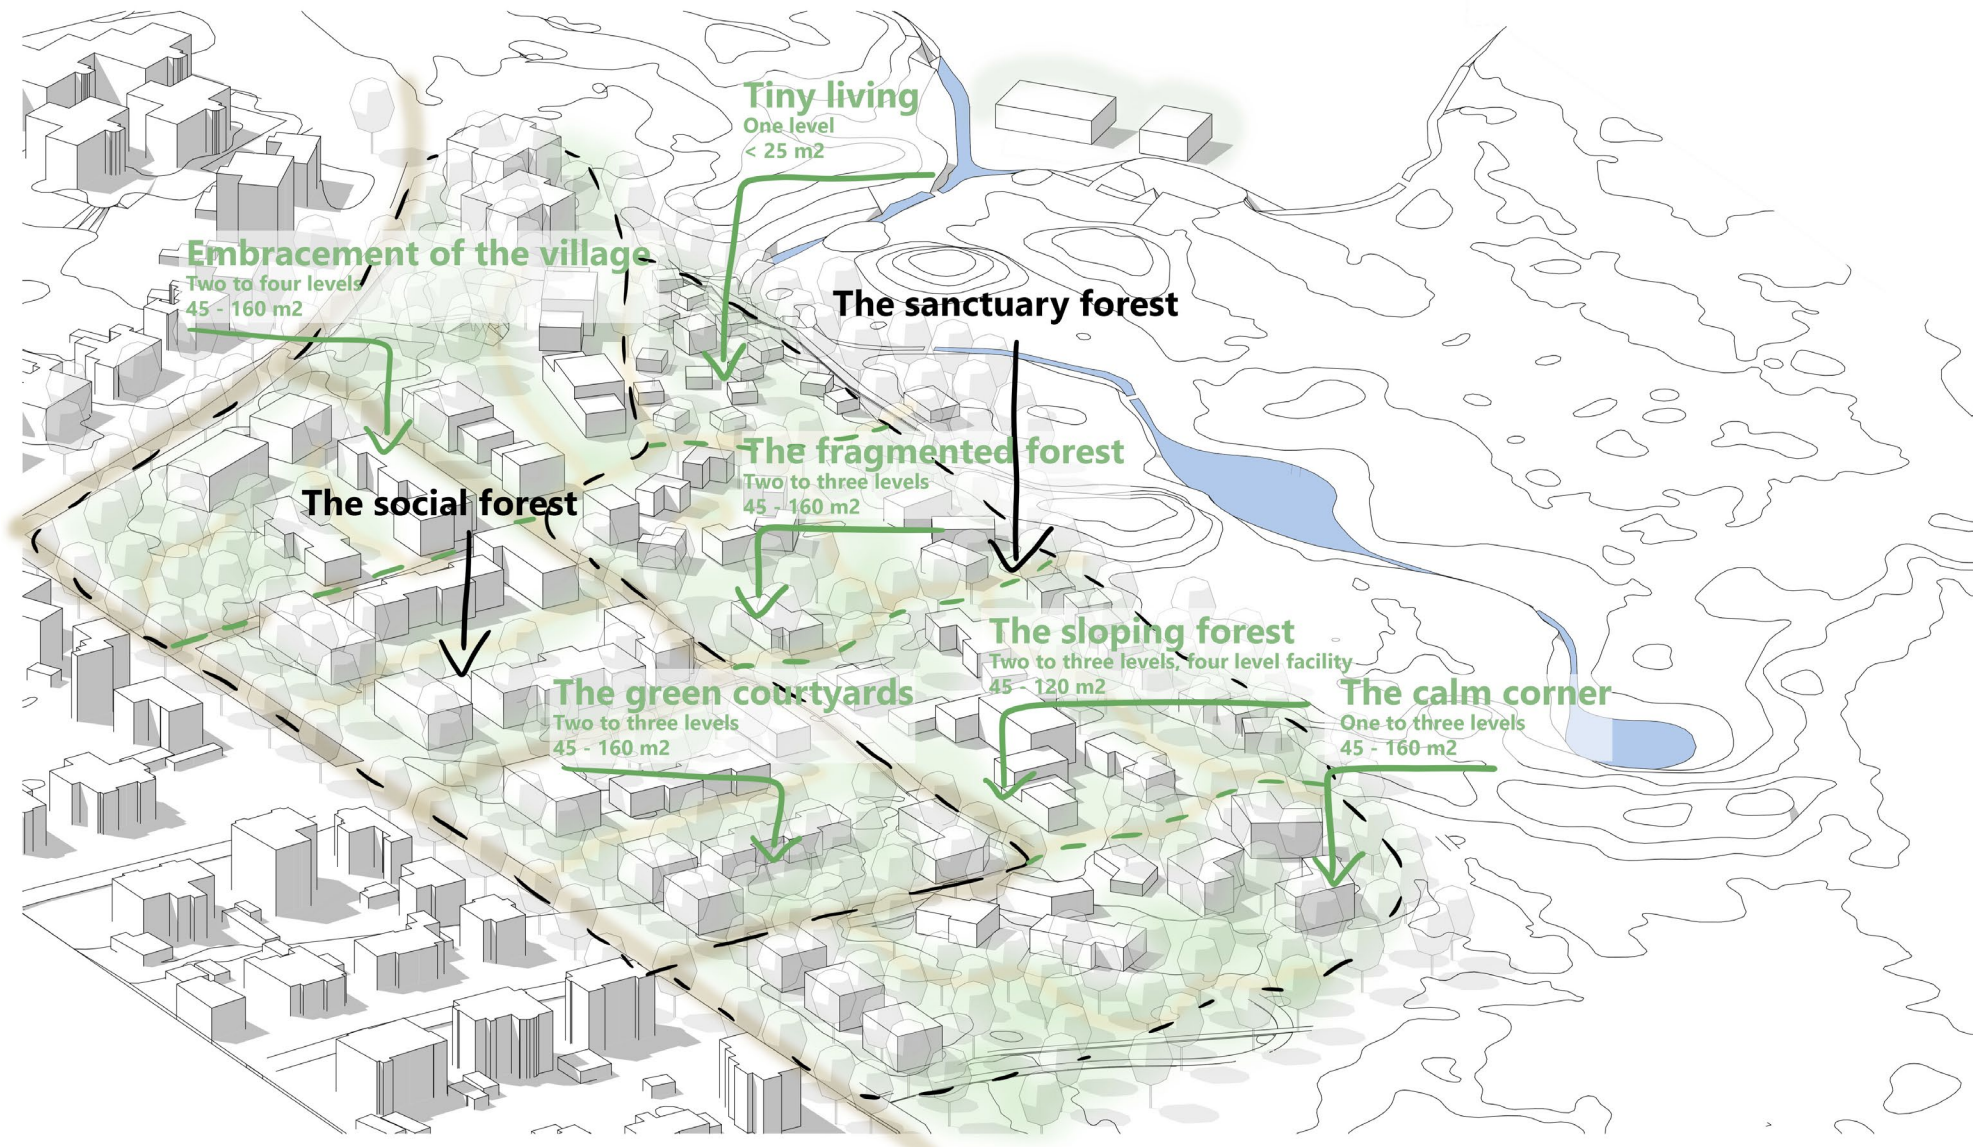 Tiny living
One level
< 25 m2
Embracement of the village
Two to four levels
45 - 160 m2
The sanctuary forest
The fragmented forest
Two to three levels
45 - 160 m2
The social forest
The sloping forest
Two to three levels, four level facility
45 - 120 m2
The green courtyards
Two to three levels
45 - 160 m2
The calm corner
One to three levels
45 - 160 m2